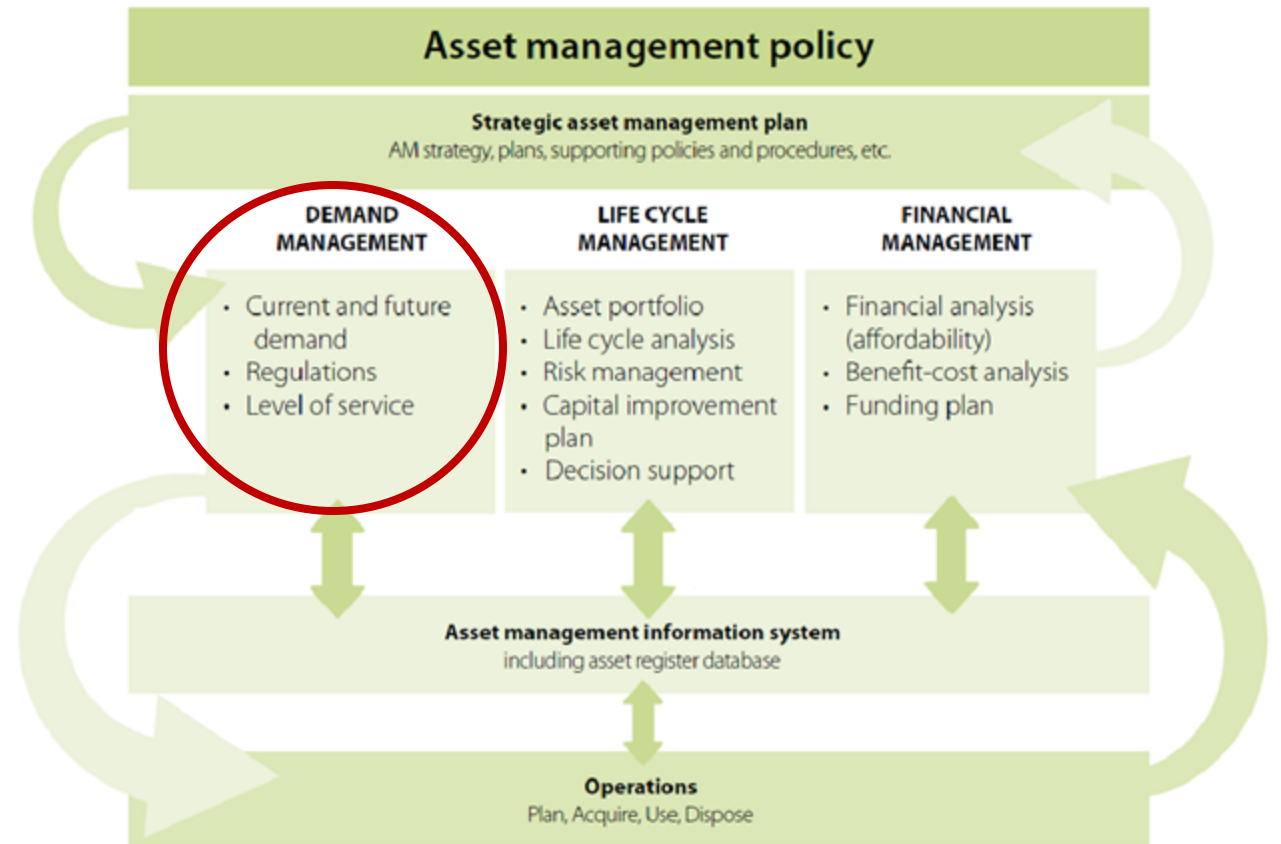 Asset management policy
Strategic asset management plan
AM strategy, plans, supporting policies and procedures, etc.
DEMAND
MANAGEMENT
• Current and future
demand
• Regulations
• Level of service
LIFE CYCLE
MANAGEMENT
• Asset portfolio
• Life cycle analysis
• Risk management
• Capital improvement
plan
• Decision support
FINANCIAL
MANAGEMENT
• Financial analysis
(affordability)
• Benefit-cost analysis
• Funding plan
Asset management information system
including asset register database
Operations
Plan, Acquire, Use, Dispose